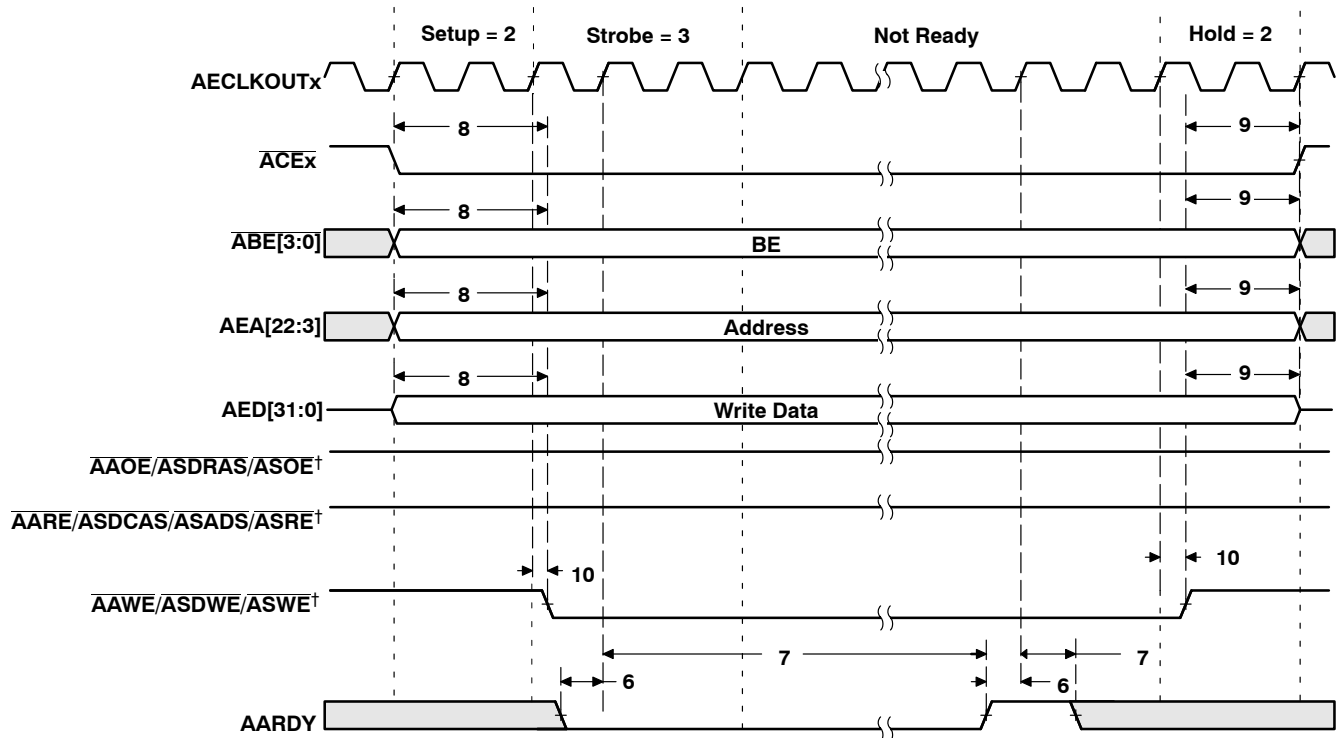 Setup = 2 Strobe = 3 Not Ready Hold = 2
AECLKOUTx
8 9
ACEx
8 9
ABE[3:0] BE
8 9
AEA[22:3] Address
8 9
AED[31:0] Write Data
AAOE/ASDRAS/ASOE†
AARE/ASDCAS/ASADS/ASRE†
10 10
AAWE/ASDWE/ASWE†
7 7
6 6
AARDY